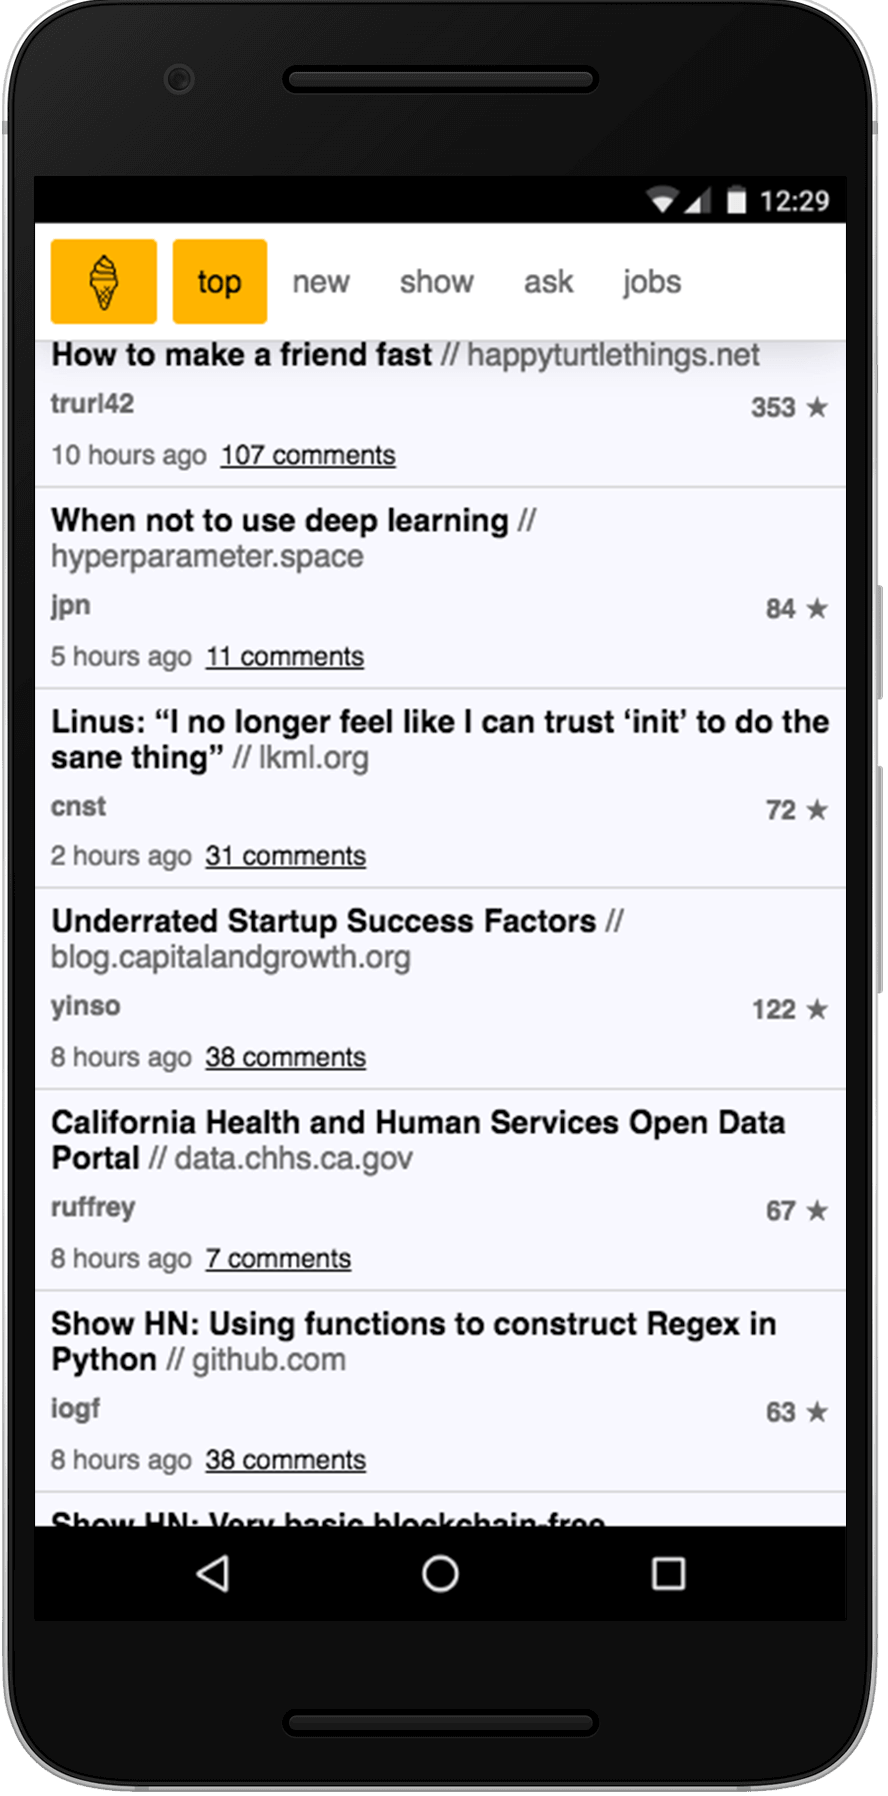 12:29
top new show ask jobs
How to make a friend fast // happyturtlethings.net
trurl42
353 ★
10 hours ago 107 comments
When not to use deep learning //
hyperparameter.space
jpn
84 ★
5 hours ago 11 comments
Linus: “I no longer feel like I can trust ‘init’ to do the
sane thing” // lkml.org
cnst
72 ★
2 hours ago 31 comments
Underrated Startup Success Factors //
blog.capitalandgrowth.org
yinso
122 ★
8 hours ago 38 comments
California Health and Human Services Open Data
Portal // data.chhs.ca.gov
ruffrey
67 ★
8 hours ago 7 comments
Show HN: Using functions to construct Regex in
Python // github.com
iogf
63 ★
8 hours ago 38 comments
Show HN: Very basic blockchain-free